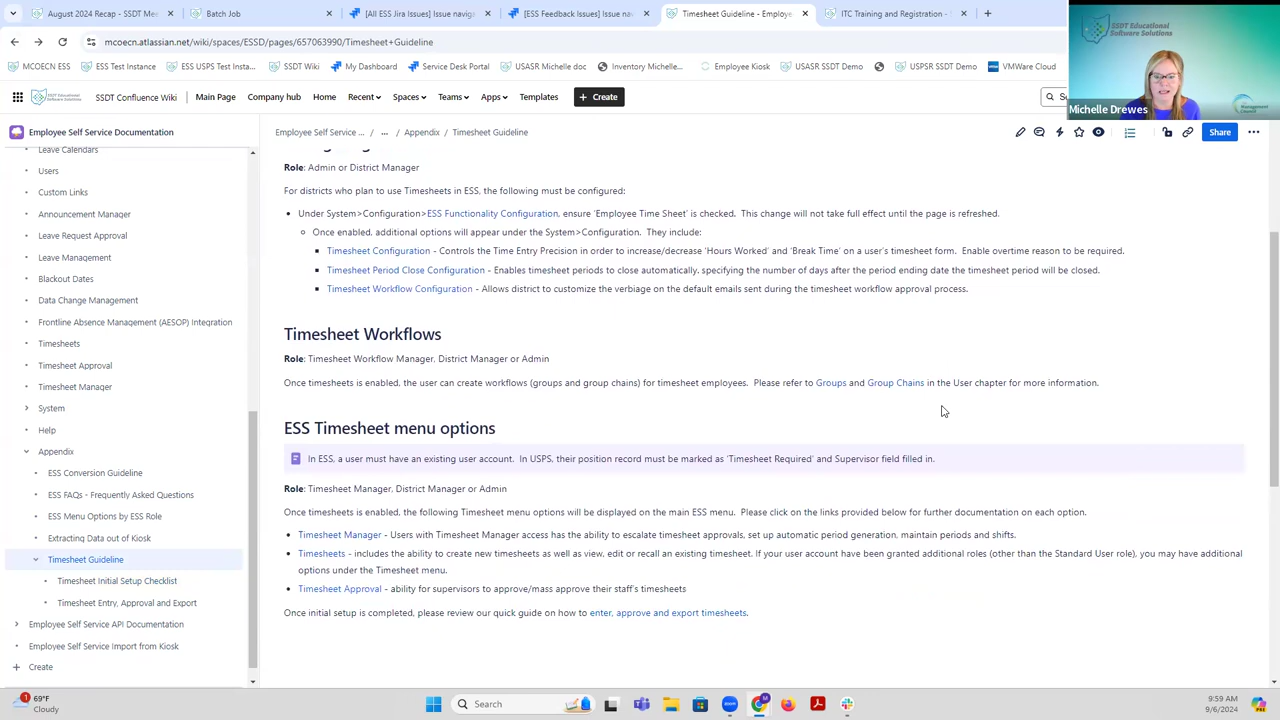 August 2024 Recap - SSDT Mee
Batch Job
[All ESS Jira Issues] Issue navig
[ESS Feedback Issues] Issue nav
Timesheet Guideline - Employe
ITC Training and Registration -
mcoecn.atlassian.net/wiki/spaces/ESSD/pages/657063990/Timesheet+Guideline
MCOECN ESS
ESS Test Instance
ESS USPS Test Insta...
SSDT Wiki
My Dashboard
Service Desk Portal
USASR Michelle doc
Inventory Michelle...
Employee Kiosk
USASR.SSDT Demo
USPSR SSDT Demo
VMWare Cloud
SSDT Educational
Software Solutions
Management
Council
Michelle Drewes
SSDT Educational
Software Solutions
SSDT Confluence Wiki
Main Page
Company hub
Home
Recent
Spaces
Teams
Apps
Templates
Create
Employee Self Service Documentation
Employee Self Service ... / ... Appendix / Timesheet Guideline
Share
Leave Calendars
Users
Custom Links
Announcement Manager
Leave Request Approval
Leave Management
Blackout Dates
Data Change Management
Frontline Absence Management (AESOP) Integration
Timesheets
Timesheet Approval
Timesheet Manager
System
Help
Appendix
ESS Conversion Guideline
ESS FAQs - Frequently Asked Questions
ESS Menu Options by ESS Role
Extracting Data out of Kiosk
Timesheet Guideline
Timesheet Initial Setup Checklist
Timesheet Entry, Approval and Export
Employee Self Service API Documentation
Employee Self Service Import from Kiosk
Create
Role: Admin or District Manager
For districts who plan to use Timesheets in ESS, the following must be configured:
Under System>Configuration>ESS Functionality Configuration, ensure 'Employee Time Sheet' is checked. This change will not take full effect until the page is refreshed.
Once enabled, additional options will appear under the System>Configuration. They include:
Timesheet Configuration - Controls the Time Entry Precision in order to increase/decrease 'Hours Worked' and 'Break Time' on a user's timesheet form. Enable overtime reason to be required.
Timesheet Period Close Configuration - Enables timesheet periods to close automatically, specifying the number of days after the period ending date the timesheet period will be closed.
Timesheet Workflow Configuration - Allows district to customize the verbiage on the default emails sent during the timesheet workflow approval process.
Timesheet Workflows
Role: Timesheet Workflow Manager, District Manager or Admin
Once timesheets is enabled, the user can create workflows (groups and group chains) for timesheet employees. Please refer to Groups and Group Chains in the User chapter for more information.
ESS Timesheet menu options
In ESS, a user must have an existing user account. In USPS, their position record must be marked as 'Timesheet Required' and Supervisor field filled in.
Role: Timesheet Manager, District Manager or Admin
Once timesheets is enabled, the following Timesheet menu options will be displayed on the main ESS menu. Please click on the links provided below for further documentation on each option.
Timesheet Manager - Users with Timesheet Manager access has the ability to escalate timesheet approvals, set up automatic period generation, maintain periods and shifts.
Timesheets - includes the ability to create new timesheets as well as view, edit or recall an existing timesheet. If your user account have been granted additional roles (other than the Standard User role), you may have additional
options under the Timesheet menu.
Timesheet Approval - ability for supervisors to approve/mass approve their staff's timesheets
Once initial setup is completed, please review our quick guide on how to enter, approve and export timesheets.
1
69°F
Cloudy
Search
9:59 AM
9/6/2024